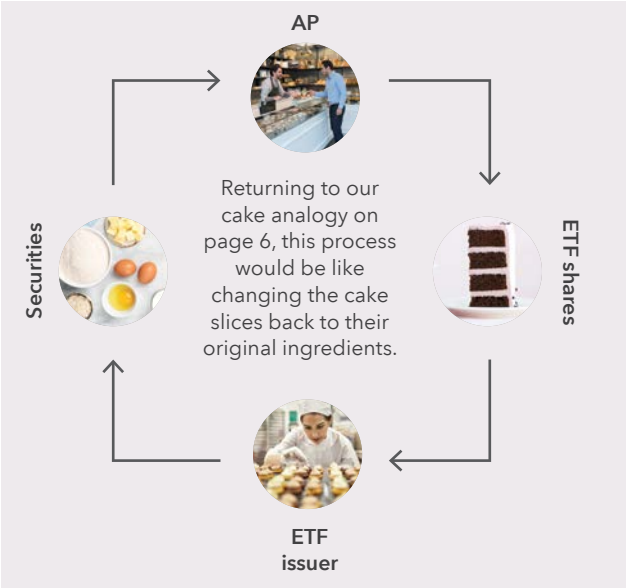 AP
Returning to our
cake analogy on
page 6, this process
would be like
changing the cake
slices back to their
original ingredients.
Securities
ETF shares
ETF
issuer